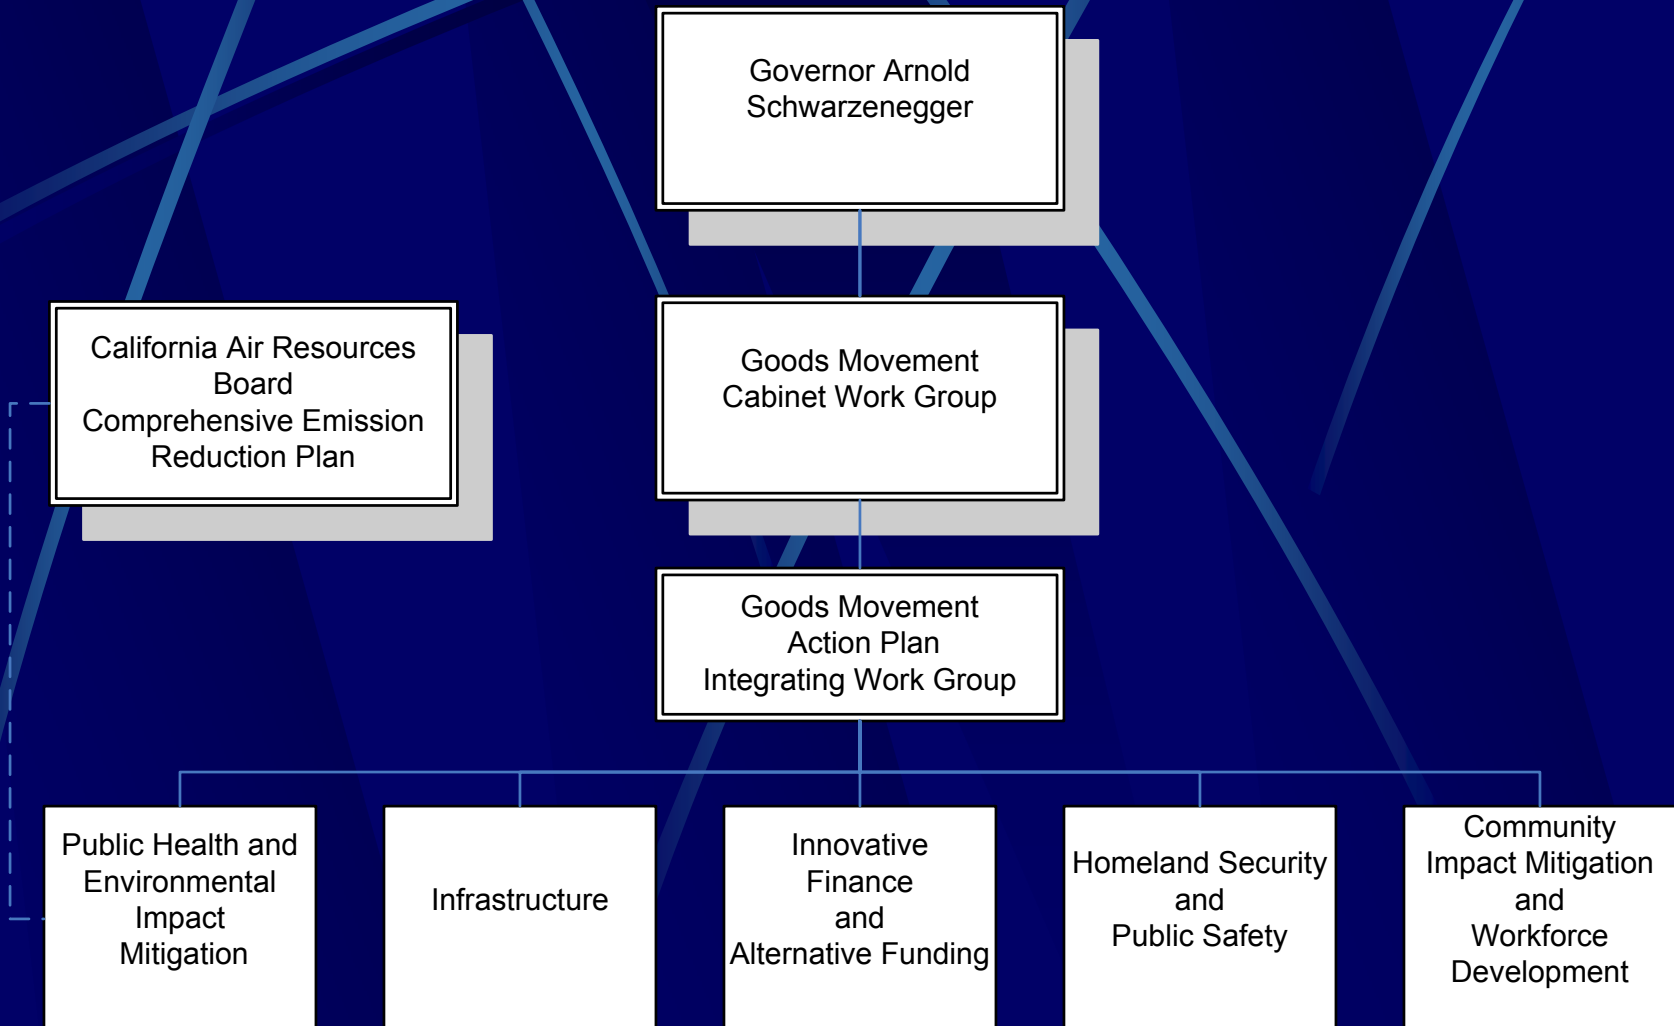 Governor Arnold
Schwarzenegger
California Air Resources
Board
Comprehensive Emission
Reduction Plan
Goods Movement
Cabinet Work Group
Goods Movement
Action Plan
Integrating Work Group
Public Health and
Environmental
Impact
Mitigation
Infrastructure
Innovative
Finance
and
Alternative Funding
Homeland Security
and
Public Safety
Community
Impact Mitigation
and
Workforce
Development